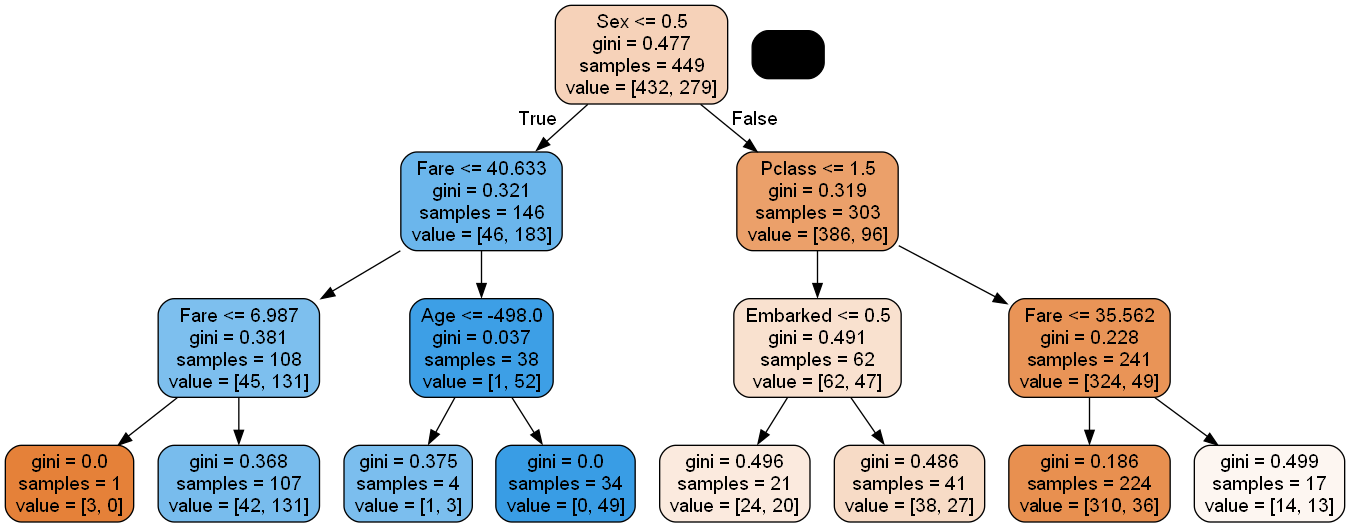 Sex <= 0.5
gini = 0.477
samples = 449
value = [432, 279]
True
False
Fare <= 40.633
gini = 0.321
samples = 146
value = [46, 183]
Pclass <= 1.5
gini = 0.319
samples = 303
value = [386, 96]
Fare <= 6.987
gini = 0.381
samples = 108
value = [45, 131]
Age <= -498.0
gini = 0.037
samples = 38
value = [1, 52]
Embarked <= 0.5
gini = 0.491
samples = 62
value = [62, 47]
Fare <= 35.562
gini = 0.228
samples = 241
value = [324, 49]
gini = 0.0
samples = 1
value = [3, 0]
gini = 0.368
samples = 107
value = [42, 131]
gini = 0.375
samples = 4
value = [1, 3]
gini = 0.0
samples = 34
value = [0, 49]
gini = 0.496
samples = 21
value = [24, 20]
gini = 0.486
samples = 41
value = [38, 27]
gini = 0.186
samples = 224
value = [310, 36]
gini = 0.499
samples = 17
value = [14, 13]